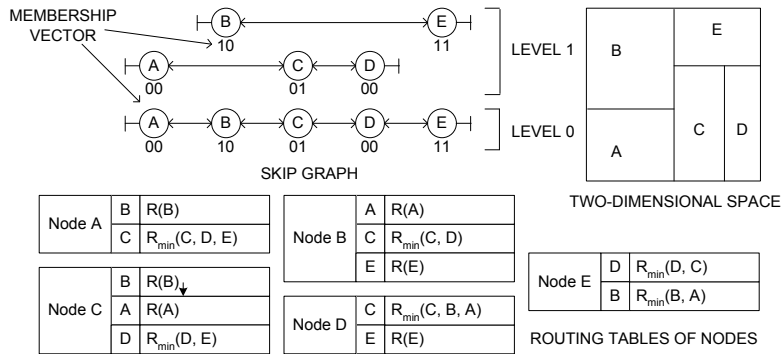 MEMBERSHIP
VECTOR
B E
10 11
LEVEL 1
A C D
00 01 00
A B C D E
00 10 01 00 11
LEVEL 0
SKIP GRAPH
B E
A C D
TWO-DIMENSIONAL SPACE
Node A
B R(B)
C Rmin(C, D, E)
Node B
A R(A)
C Rmin(C, D)
E R(E)
Node C
B R(B)
A R(A)
D Rmin(D, E)
Node D
C Rmin(C, B, A)
E R(E)
Node E
D Rmin(D, C)
B Rmin(B, A)
ROUTING TABLES OF NODES